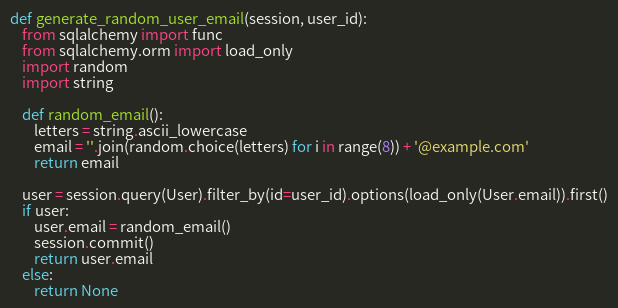 def generate_random_user_email(session, user_id):
    from sqlalchemy import func
    from sqlalchemy.orm import load_only
    import random
    import string

    def random_email():
        letters = string.ascii_lowercase
        email = ''.join(random.choice(letters) for i in range(8)) + '@example.com'
        return email

    user = session.query(User).filter_by(id=user_id).options(load_only(User.email)).first()
    if user:
        user.email = random_email()
        session.commit()
        return user.email
    else:
        return None